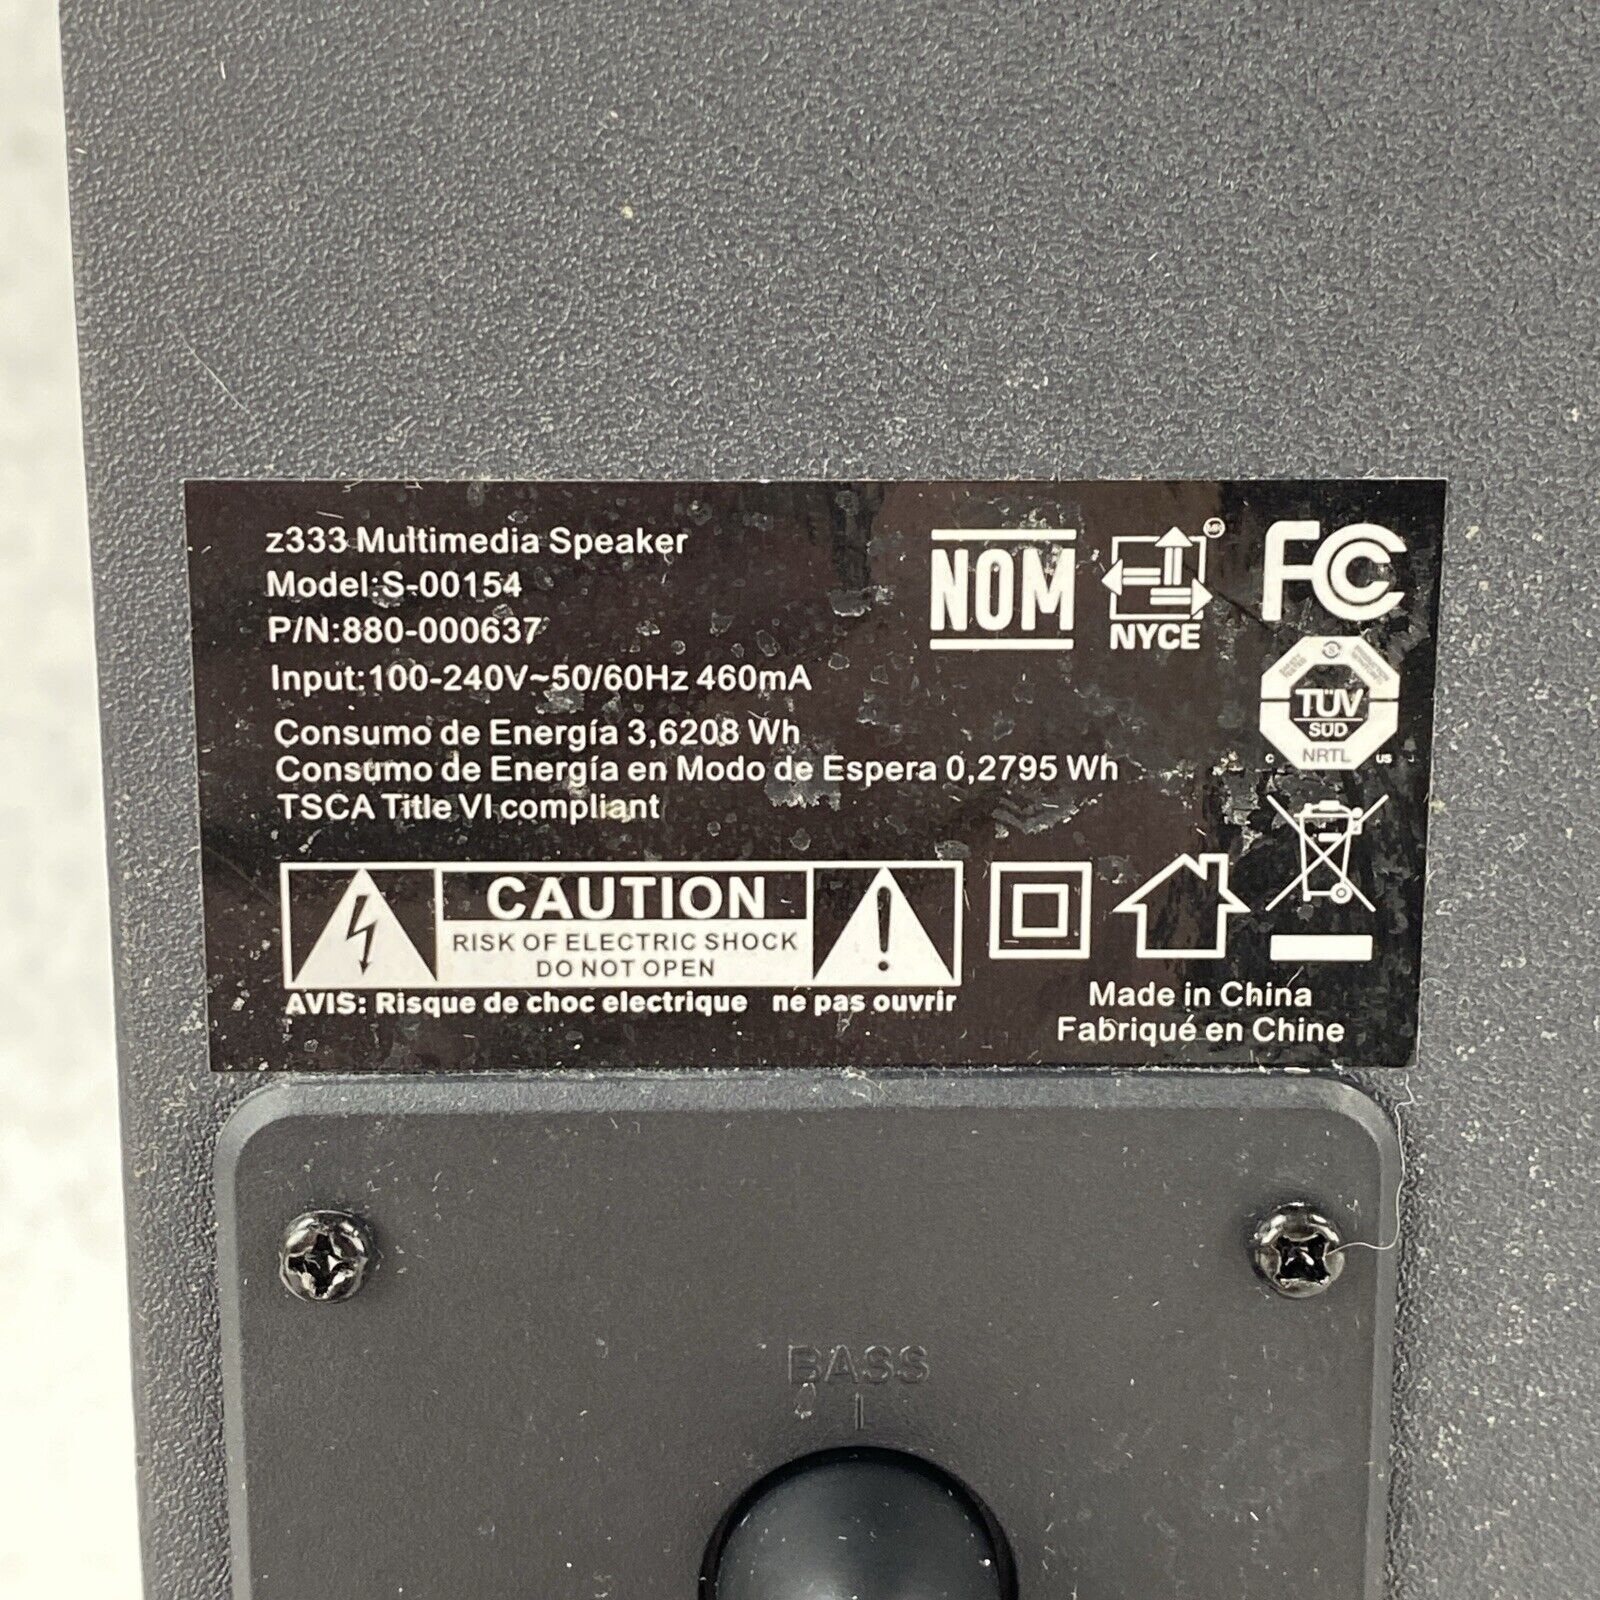 z333 Multimedia Speaker
Model:S-00154
P/N:880-000637
Input:100-240V~50/60Hz 460mA
Consumo de Energía 3,6208 Wh
Consumo de Energía en Modo de Espera 0,2795 Wh
TSCA Title VI compliant
NOM
NYCE
FC
TÜV
SÜD
NRTL
C US
CAUTION
RISK OF ELECTRIC SHOCK
DO NOT OPEN
AVIS: Risque de choc electrique ne pas ouvrir
Made in China
Fabriqué en Chine
BASS